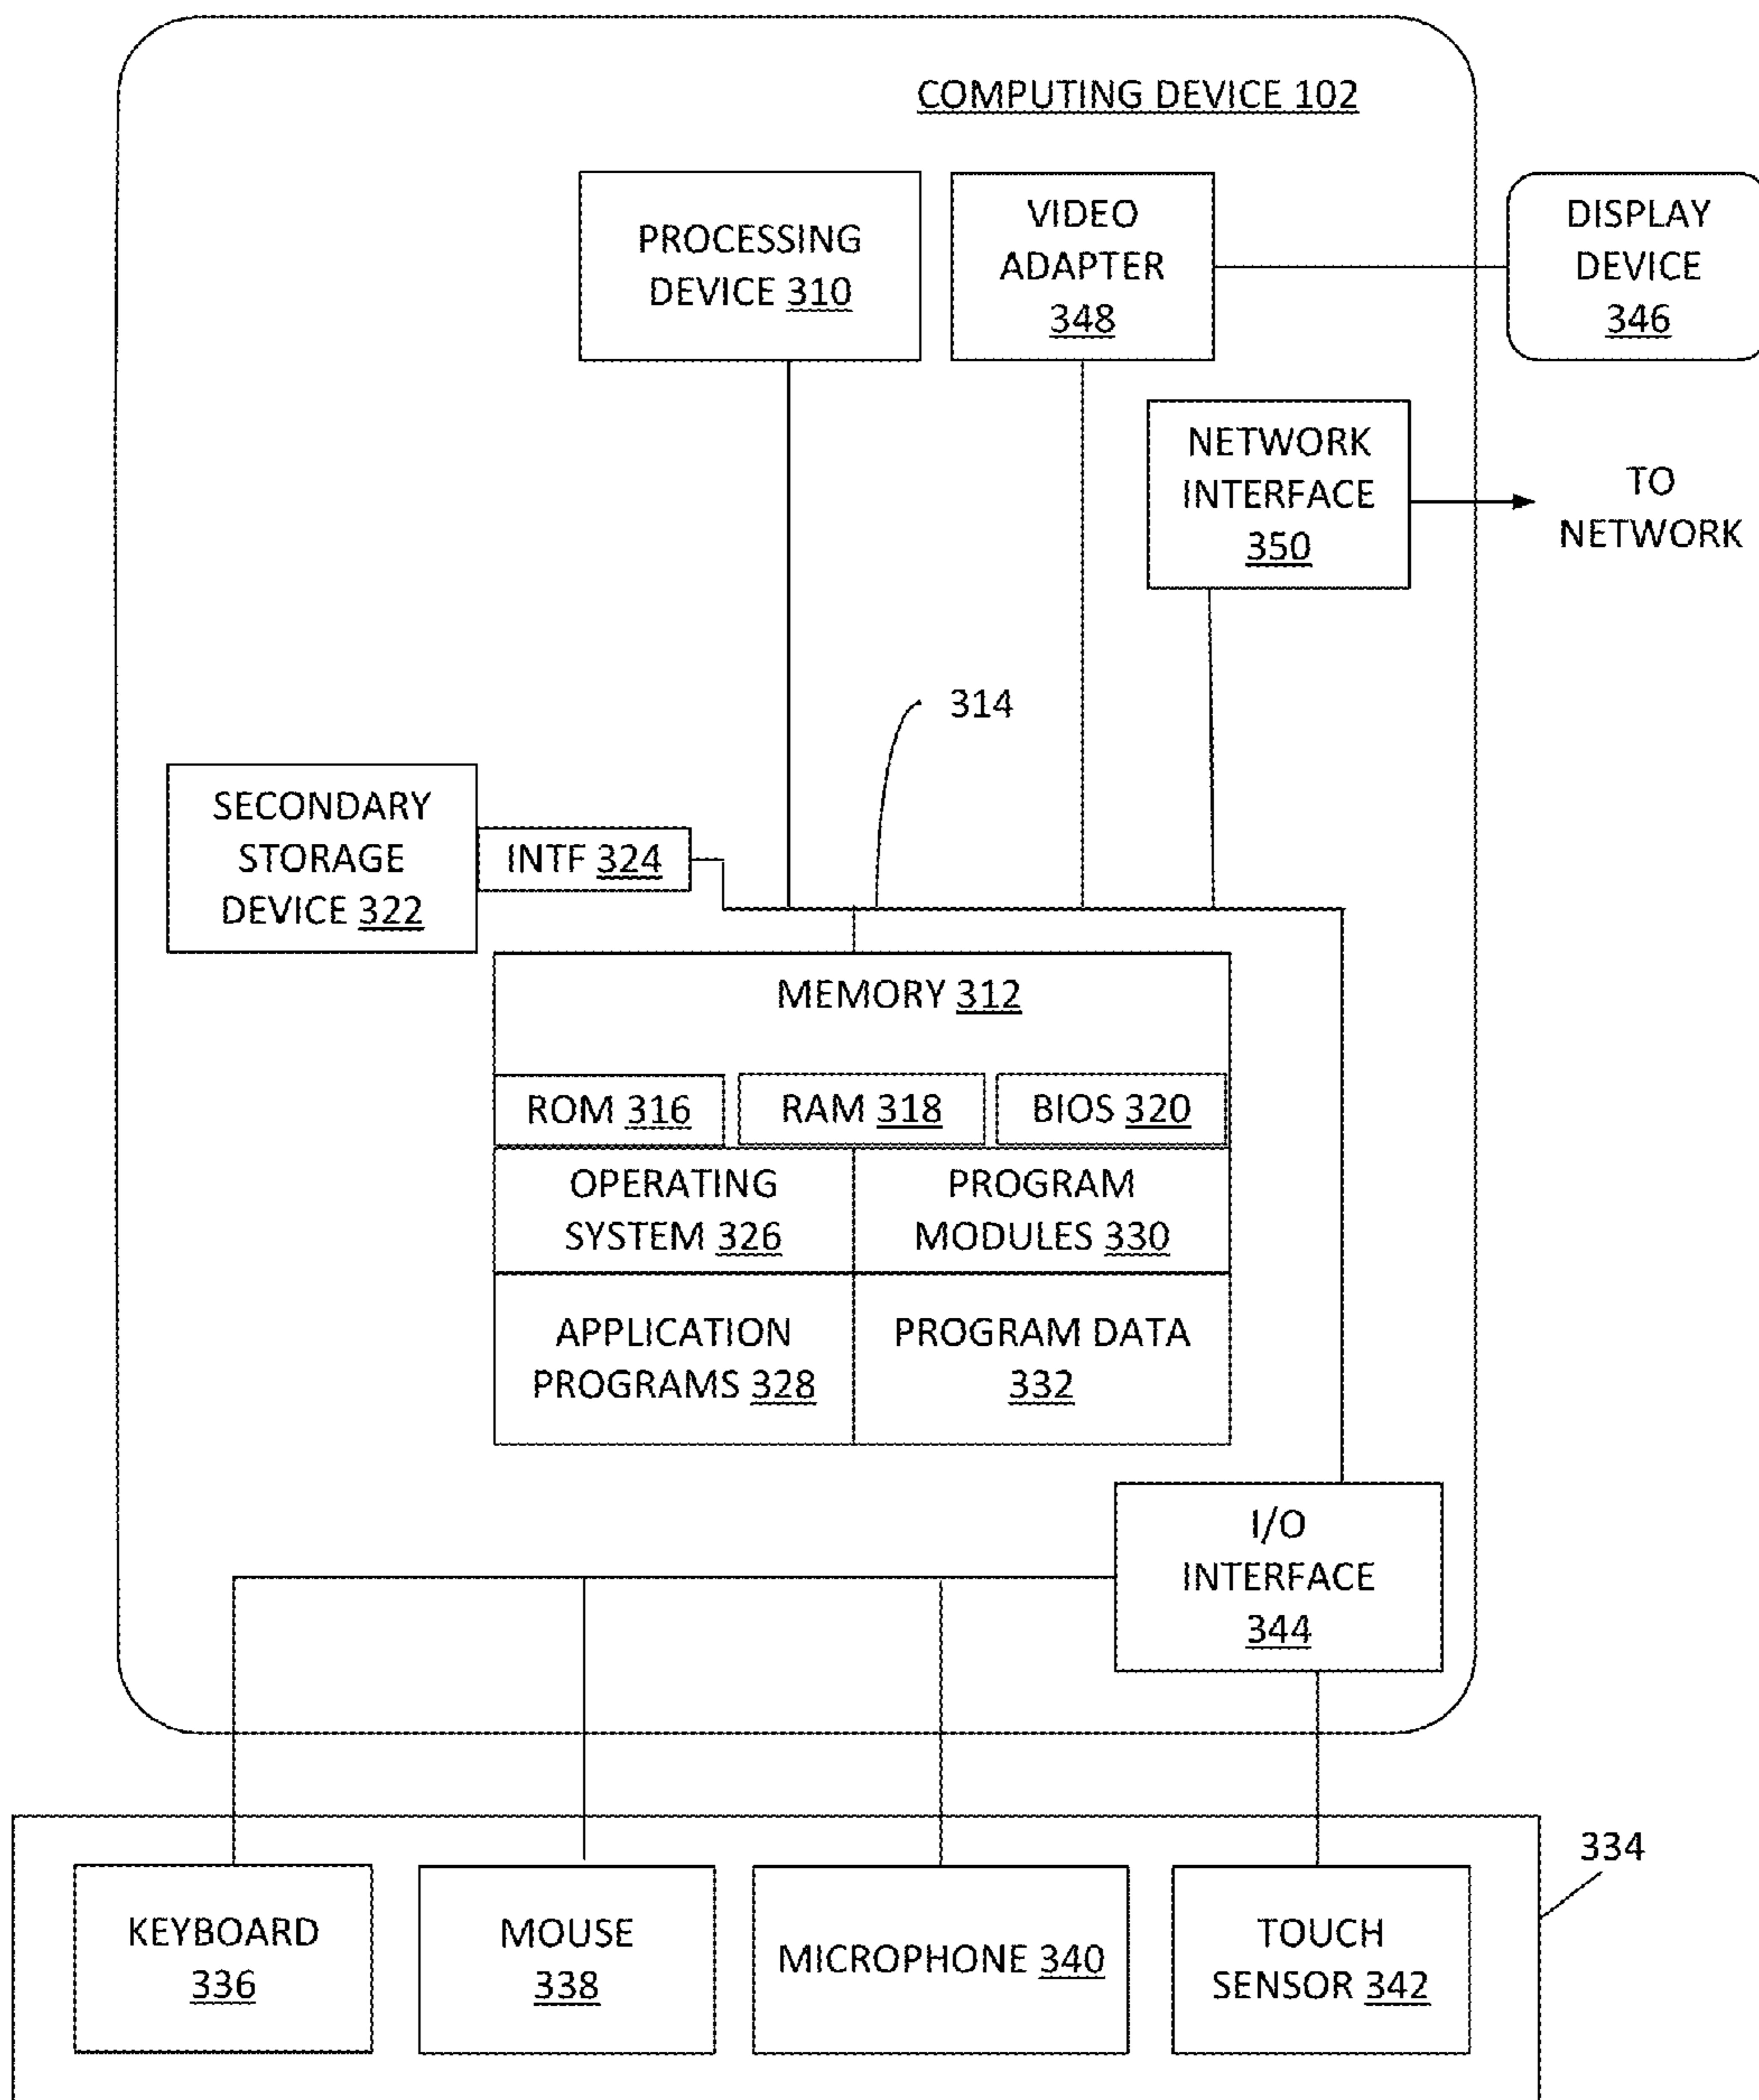 COMPUTING DEVICE 102
PROCESSING
DEVICE 310
VIDEO
ADAPTER
348
DISPLAY
DEVICE
346
NETWORK
INTERFACE
350
TO
NETWORK
314
SECONDARY
STORAGE
DEVICE 322
INTF 324
MEMORY 312
ROM 316
RAM 318
BIOS 320
OPERATING
SYSTEM 326
PROGRAM
MODULES 330
APPLICATION
PROGRAMS 328
PROGRAM DATA
332
I/O
INTERFACE
344
334
KEYBOARD
336
MOUSE
338
MICROPHONE 340
TOUCH
SENSOR 342